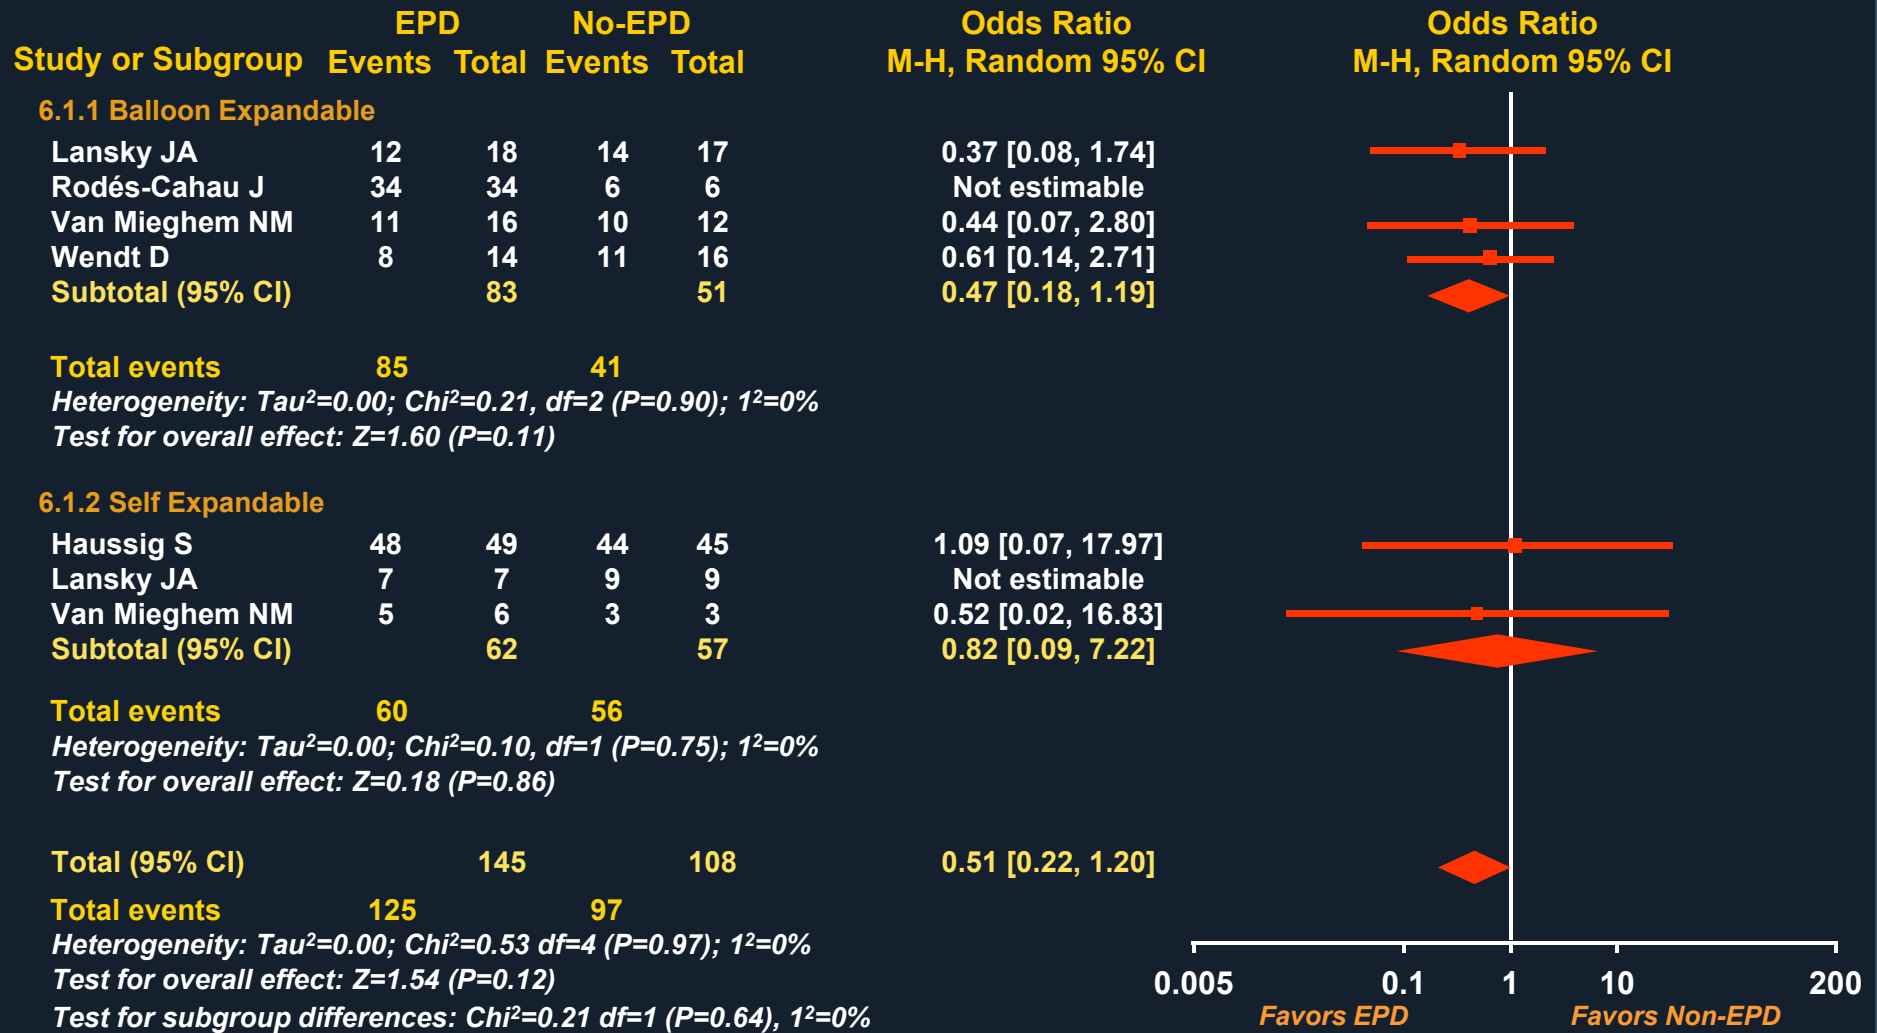 EPD No-EPD Odds Ratio Odds Ratio
Study or Subgroup Events Total Events Total M-H, Random 95% CI M-H, Random 95% CI
6.1.1 Balloon Expandable
Lansky JA 12 18 14 17 0.37 [0.08, 1.74]
Rodés-Cahau J 34 34 6 6 Not estimable
Van Mieghem NM 11 16 10 12 0.44 [0.07, 2.80]
Wendt D 8 14 11 16 0.61 [0.14, 2.71]
Subtotal (95% CI) 83 51 0.47 [0.18, 1.19]
Total events 85 41
Heterogeneity: Tau²=0.00; Chi²=0.21, df=2 (P=0.90); 1²=0%
Test for overall effect: Z=1.60 (P=0.11)
6.1.2 Self Expandable
Haussig S 48 49 44 45 1.09 [0.07, 17.97]
Lansky JA 7 7 9 9 Not estimable
Van Mieghem NM 5 6 3 3 0.52 [0.02, 16.83]
Subtotal (95% CI) 62 57 0.82 [0.09, 7.22]
Total events 60 56
Heterogeneity: Tau²=0.00; Chi²=0.10, df=1 (P=0.75); 1²=0%
Test for overall effect: Z=0.18 (P=0.86)
Total (95% CI) 145 108 0.51 [0.22, 1.20]
Total events 125 97
Heterogeneity: Tau²=0.00; Chi²=0.53 df=4 (P=0.97); 1²=0%
Test for overall effect: Z=1.54 (P=0.12)
0.005 0.1 1 10 200
Test for subgroup differences: Chi²=0.21 df=1 (P=0.64), 1²=0%
Favors EPD Favors Non-EPD